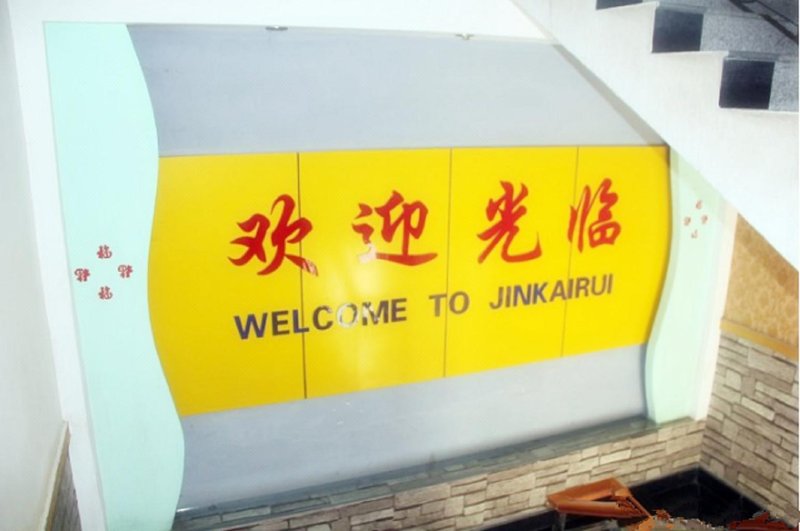 欢迎光临
WELCOME TO JINKAIRUI